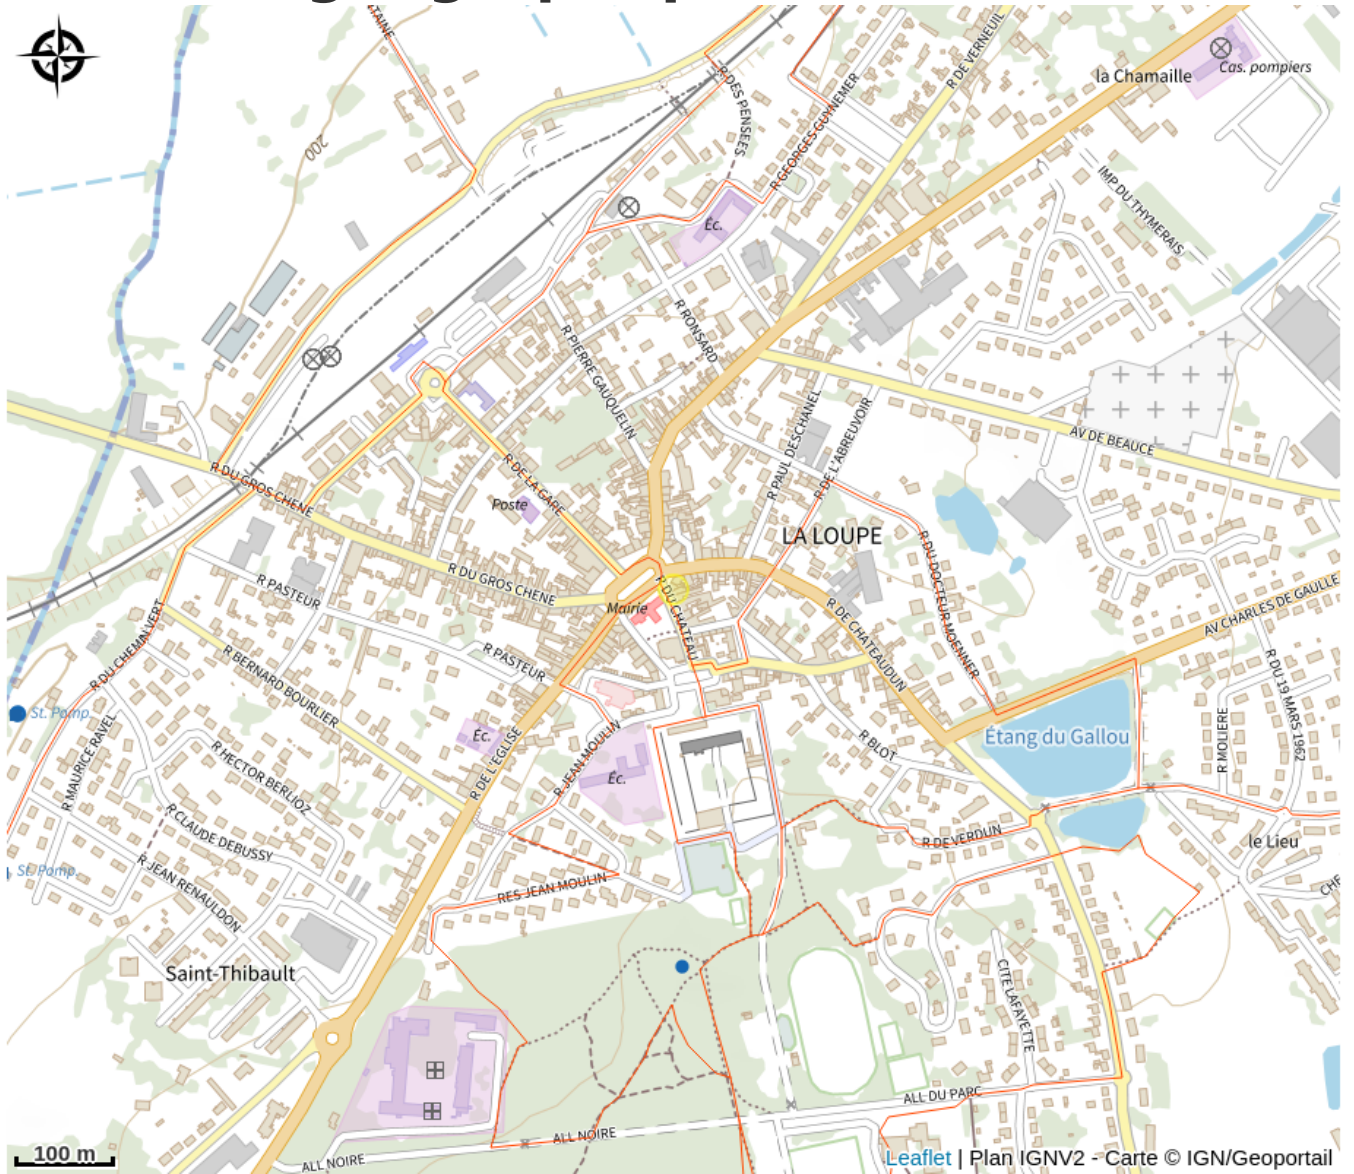 TAINE
R DES PENSEES
R DE VERNEUIL
la Chamaille
Cas. pompiers
200
R GEORGES GUYNEMER
IMP DU THYMERAIS
Éc.
R RONSARD
R PIERRE GAUQUELIN
R PAUL DESCHANEL
R DE L'ABREUVOIR
AV DE BEAUCE
R DU GROS CHENE
R DE LA GARE
Poste
LA LOUPE
R DU DOCTEUR MOENNER
R PASTEUR
R DU GROS CHENE
Mairie
R DU CHATEAU
R DE CHATEAUDUN
AV CHARLES DE GAULLE
R DU CHEMIN VERT
R BERNARD BOURLIER
R PASTEUR
R DU 19 MARS 1962
St. Pomp.
R MAURICE RAVEL
R HECTOR BERLIOZ
Éc.
R DE L'EGLISE
R JEAN MOULIN
Éc.
R BLOT
Étang du Gallou
R MOLIERE
R CLAUDE DEBUSSY
R DE VERDUN
le Lieu
St. Pomp.
R JEAN RENAULDON
RES JEAN MOULIN
CHE
Saint-Thibault
CITE LAFAYETTE
ALL DU PARC
ALL NOIRE
ALL NOIRE
100 m
Leaflet | Plan IGNV2 - Carte © IGN/Geoportail